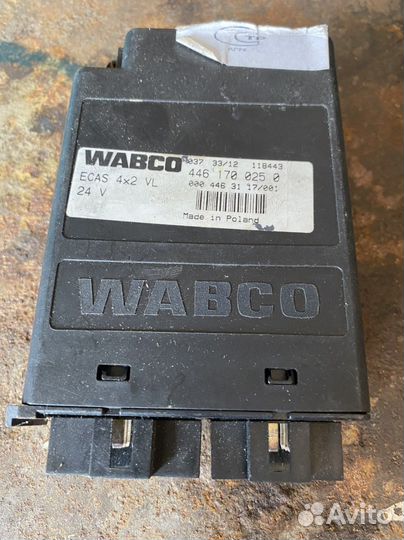 WABCO
037 33/12 118443
ECAS 4x2 VL
446 170 025 0
24 V
000 446 31 17/001
Made in Poland
WABCO
Avito